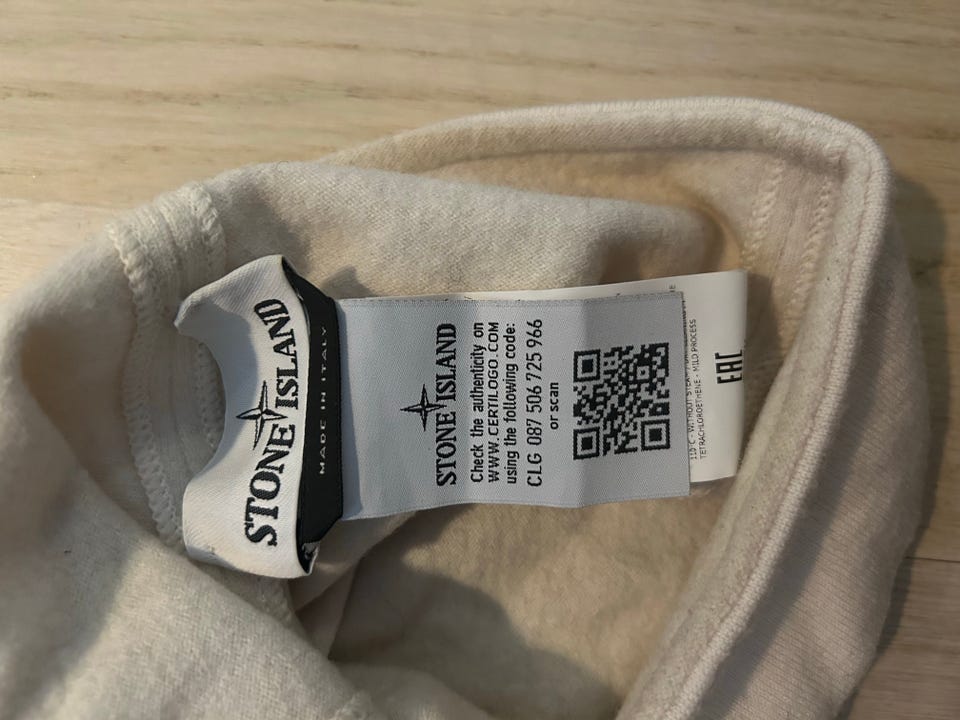 STONE ISLAND
MADE IN ITALY
STONE ISLAND
Check the authenticity on
WWW.CERTILOGO.COM
using the following code:
CLG 087 506 725 966
or scan
TETRACHLOROETHENE - MILD PROCESS
EAC